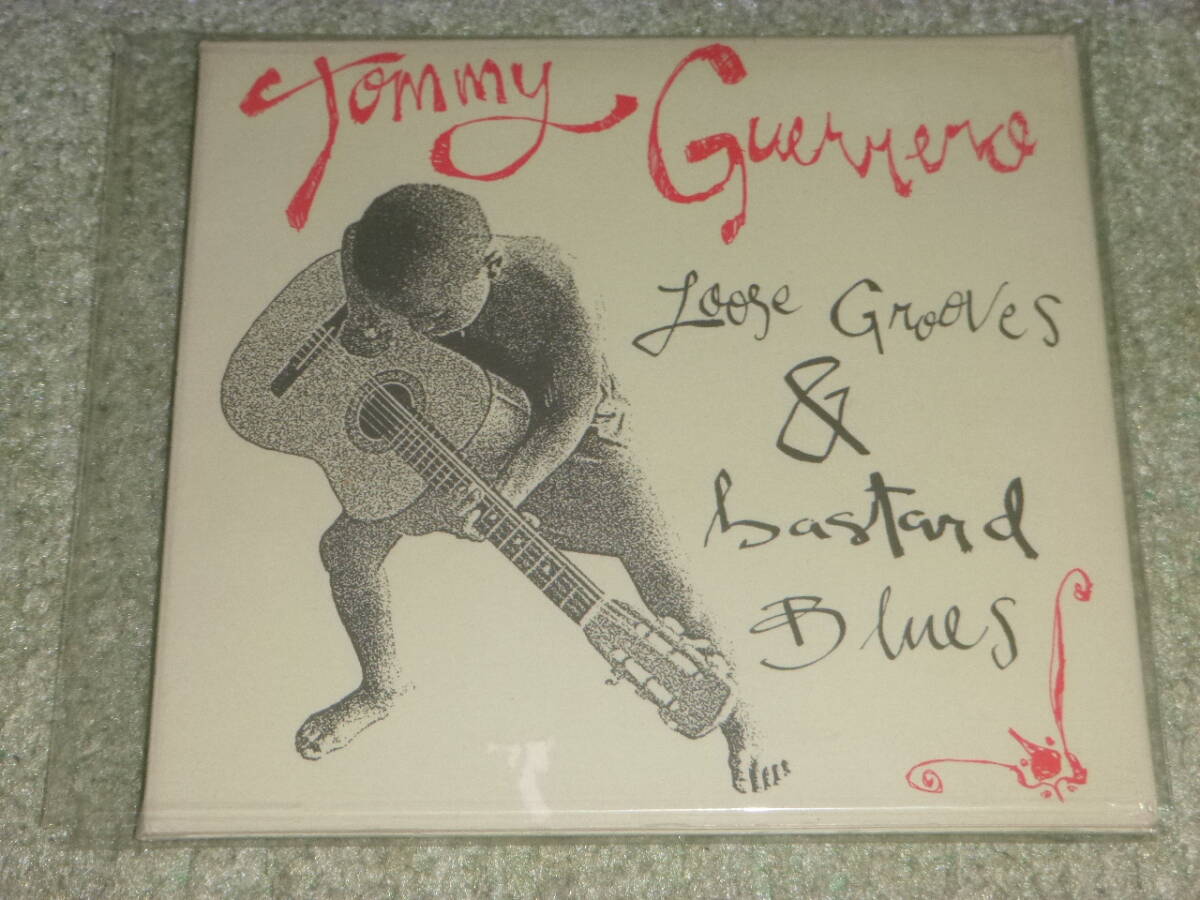 Tommy Guerrero
Loose Grooves
&
bastard
Blues